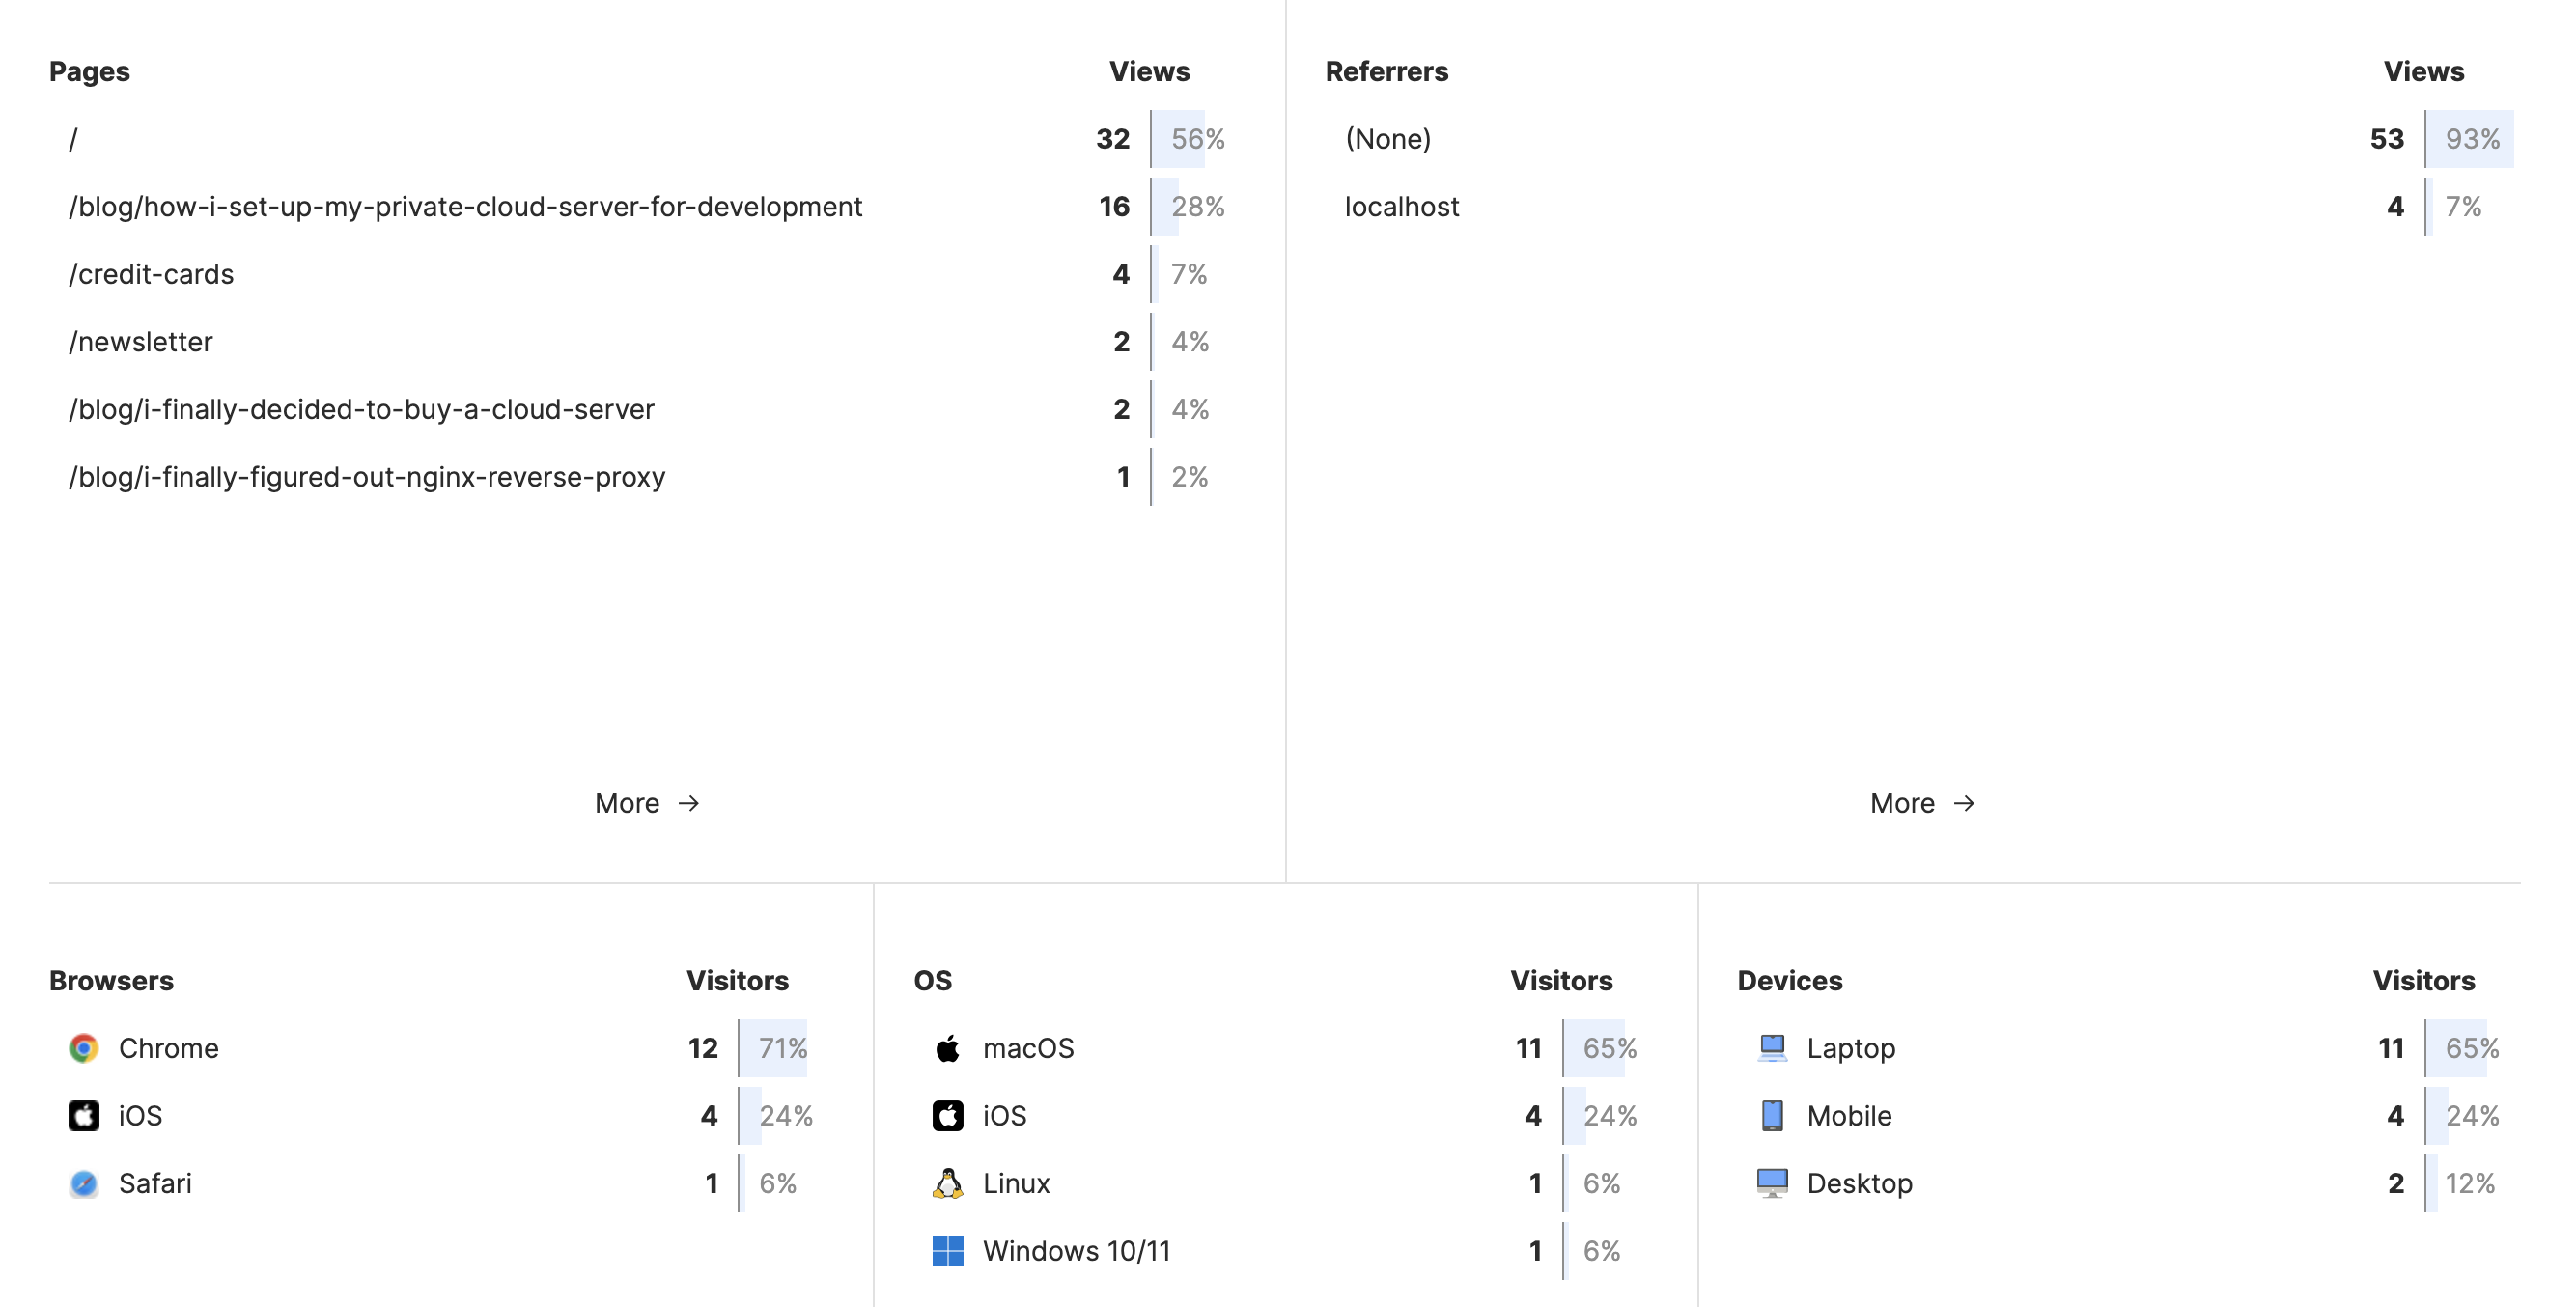 Pages Views
/ 32 56%
/blog/how-i-set-up-my-private-cloud-server-for-development 16 28%
/credit-cards 4 7%
/newsletter 2 4%
/blog/i-finally-decided-to-buy-a-cloud-server 2 4%
/blog/i-finally-figured-out-nginx-reverse-proxy 1 2%
More →
Referrers Views
(None) 53 93%
localhost 4 7%
More →
Browsers Visitors
Chrome 12 71%
iOS 4 24%
Safari 1 6%
OS Visitors
macOS 11 65%
iOS 4 24%
Linux 1 6%
Windows 10/11 1 6%
Devices Visitors
Laptop 11 65%
Mobile 4 24%
Desktop 2 12%